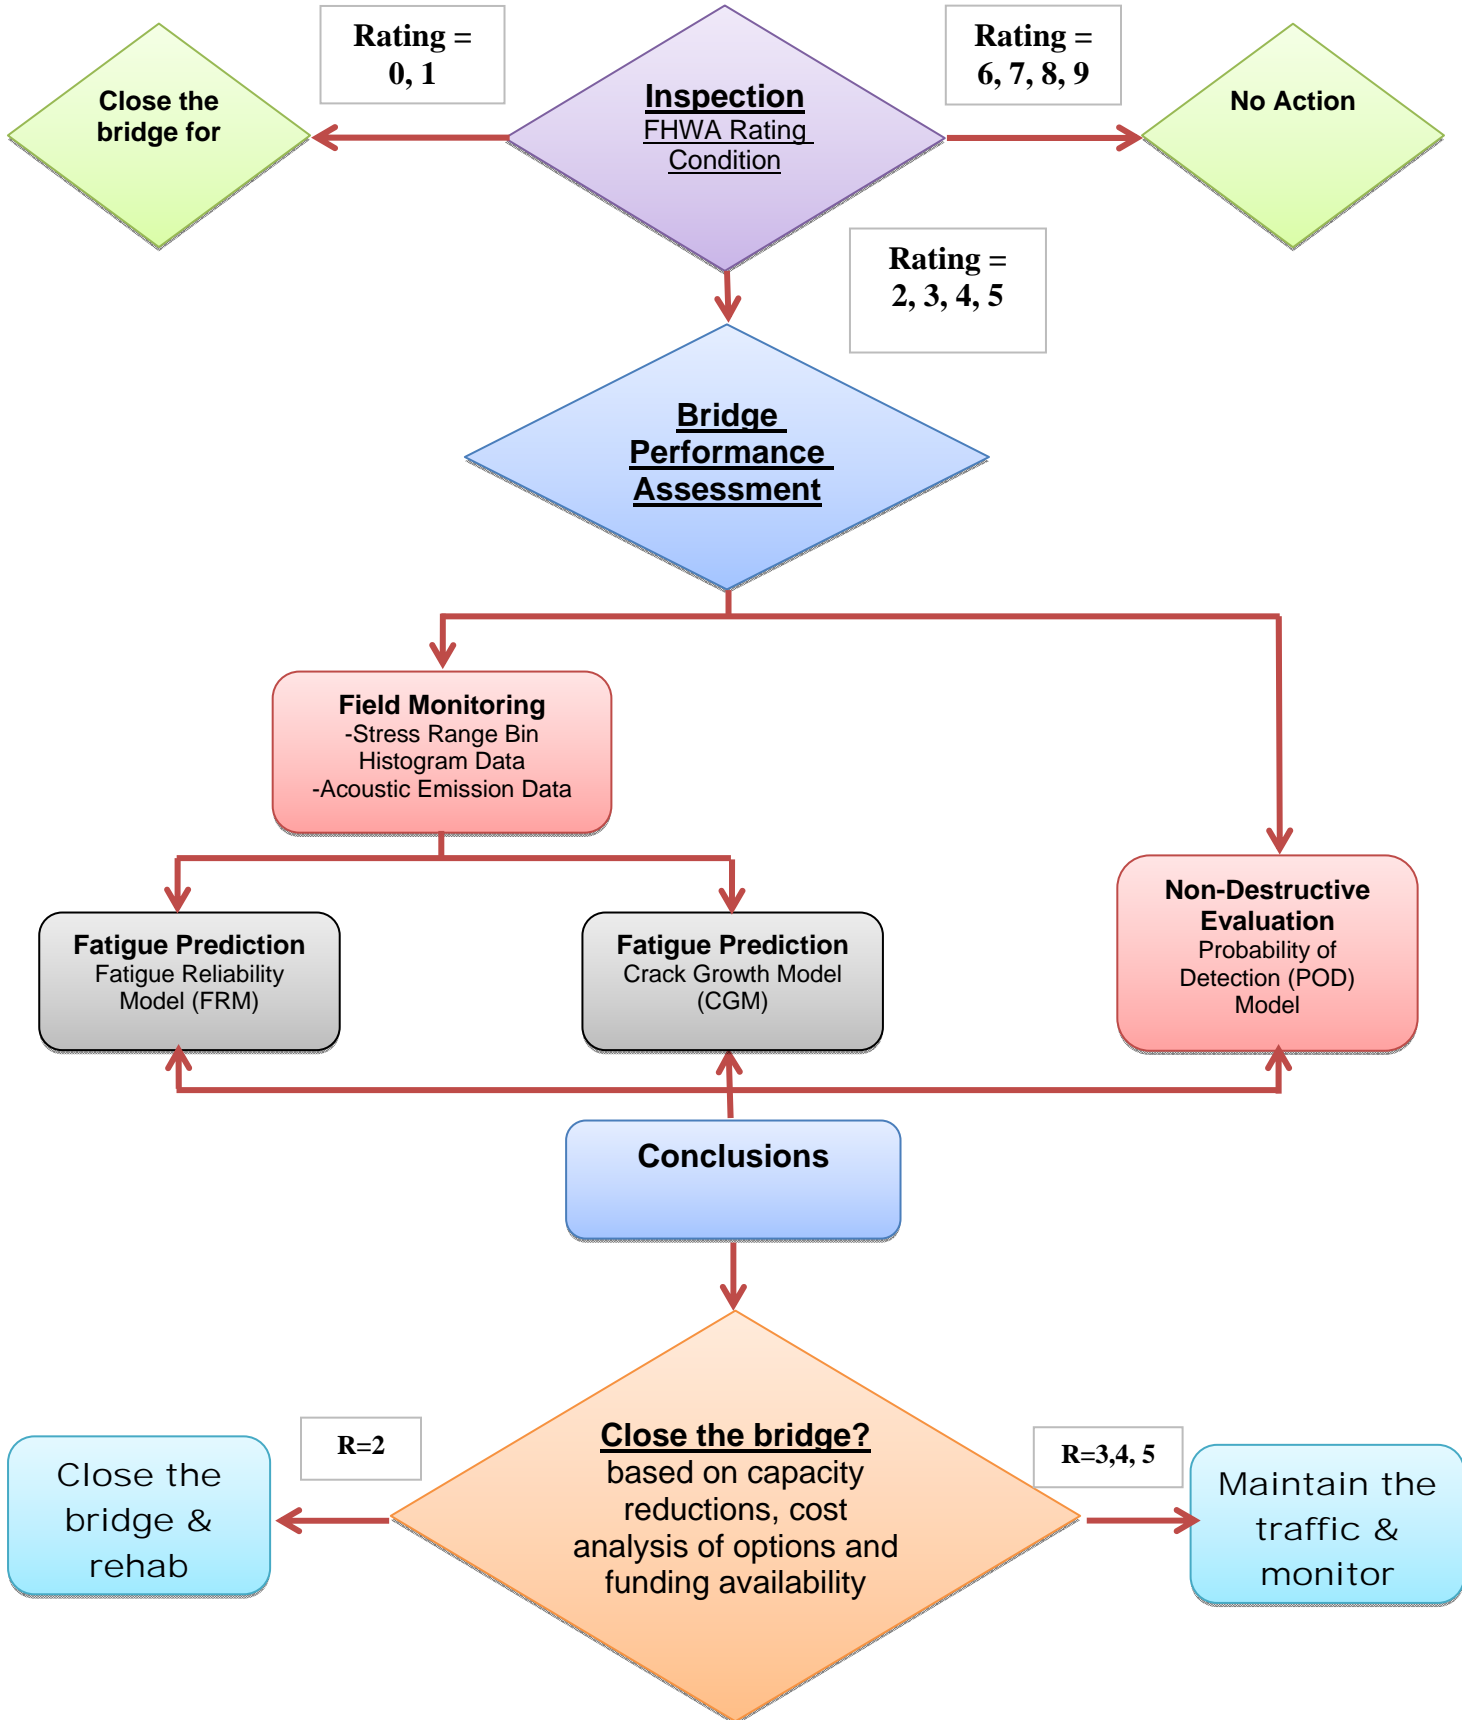 Rating =
0, 1
Rating =
6, 7, 8, 9
Close the
bridge for
Inspection
FHWA Rating
Condition
No Action
Rating =
2, 3, 4, 5
Bridge
Performance
Assessment
Field Monitoring
-Stress Range Bin
Histogram Data
-Acoustic Emission Data
Fatigue Prediction
Fatigue Reliability
Model (FRM)
Fatigue Prediction
Crack Growth Model
(CGM)
Non-Destructive
Evaluation
Probability of
Detection (POD)
Model
Conclusions
R=2
Close the bridge?
based on capacity
reductions, cost
analysis of options and
funding availability
R=3,4, 5
Close the
bridge &
rehab
Maintain the
traffic &
monitor